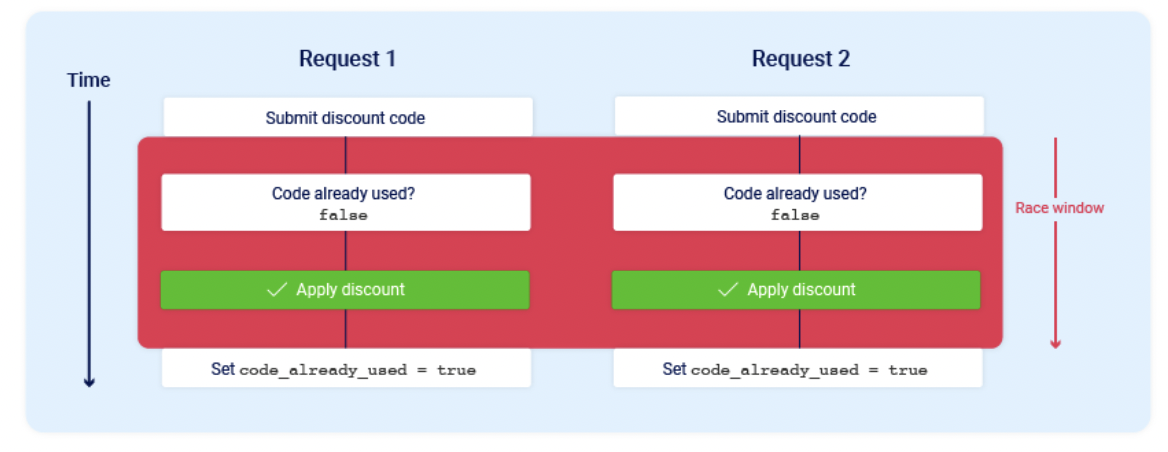 Time
Request 1
Request 2
Submit discount code
Submit discount code
Code already used?
false
Code already used?
false
Race window
Apply discount
Apply discount
Set code_already_used = true
Set code_already_used = true